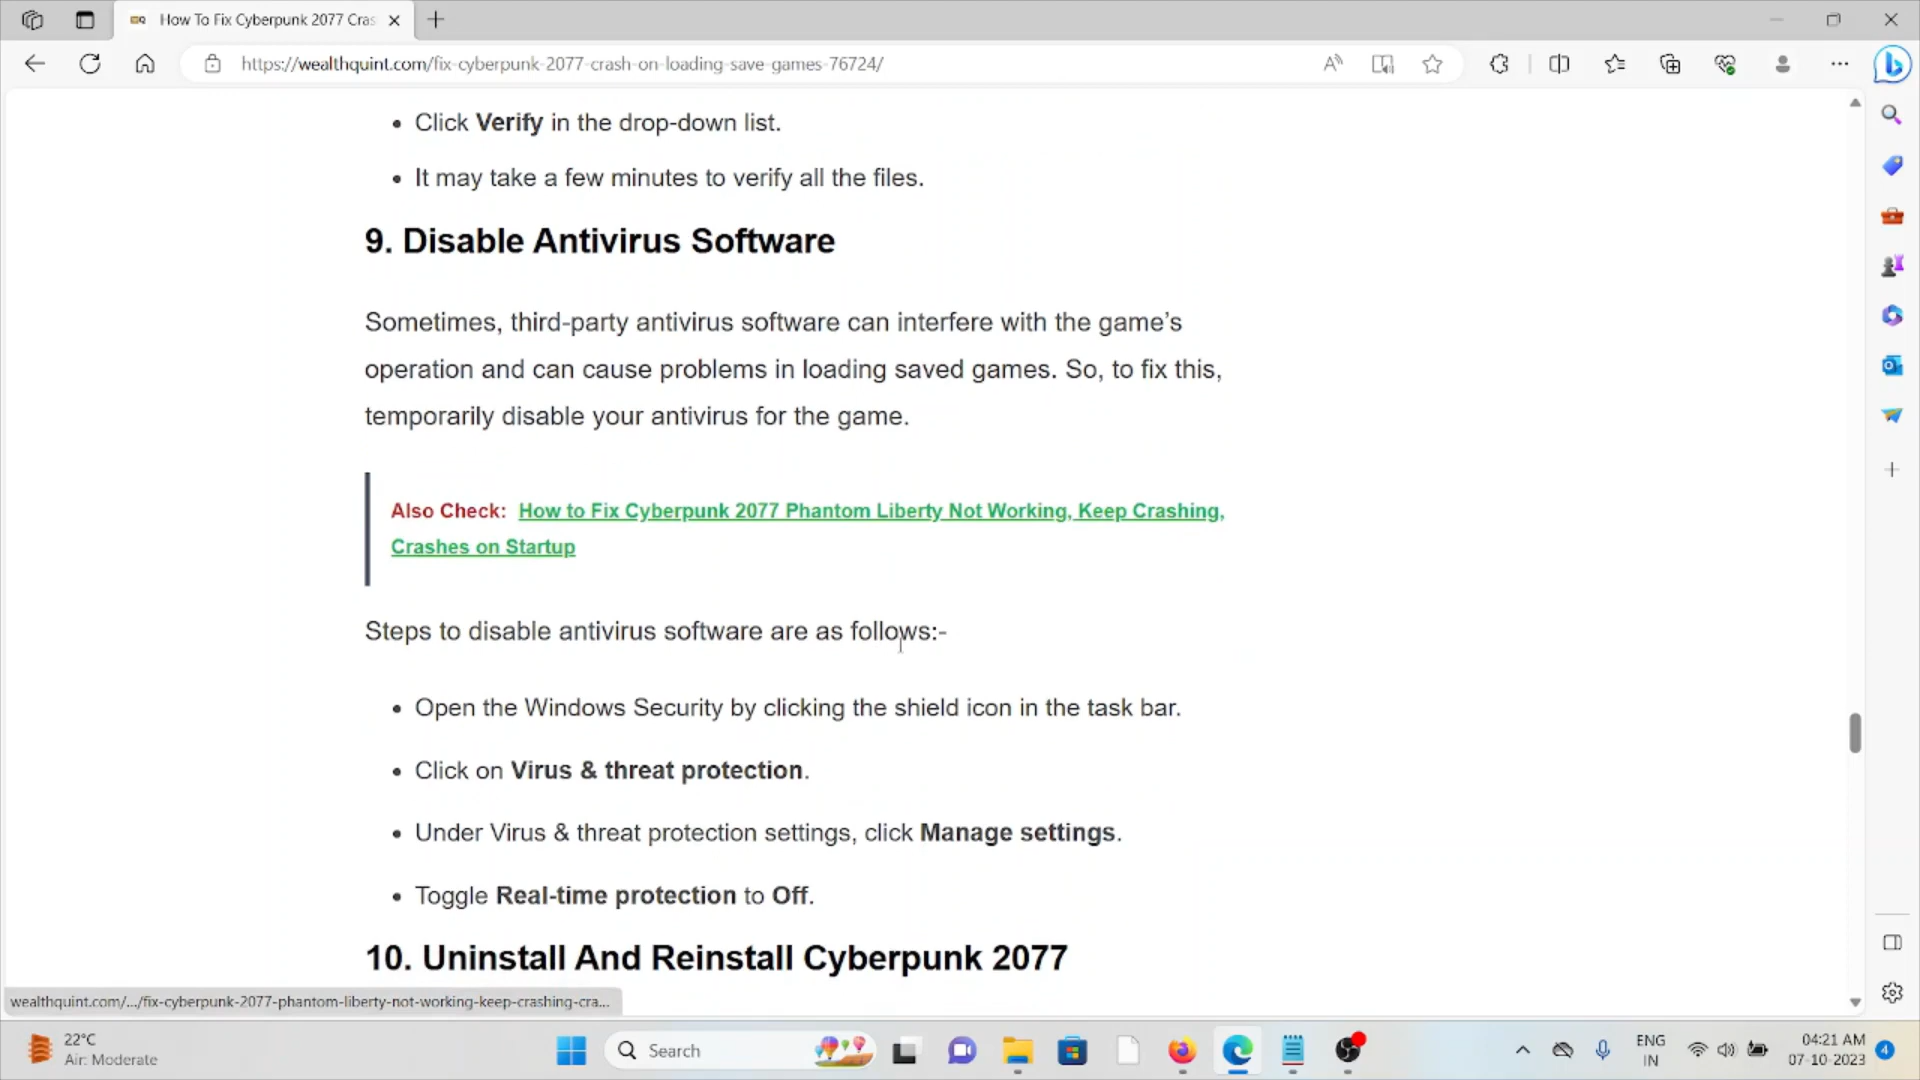 How To Fix Cyberpunk 2077 Cras
https://wealthquint.com/fix-cyberpunk-2077-crash-on-loading-save-games-76724/
• Click Verify in the drop-down list.
• It may take a few minutes to verify all the files.
9. Disable Antivirus Software
Sometimes, third-party antivirus software can interfere with the game’s
operation and can cause problems in loading saved games. So, to fix this,
temporarily disable your antivirus for the game.
Also Check: How to Fix Cyberpunk 2077 Phantom Liberty Not Working, Keep Crashing,
Crashes on Startup
Steps to disable antivirus software are as follows:-
• Open the Windows Security by clicking the shield icon in the task bar.
• Click on Virus & threat protection.
• Under Virus & threat protection settings, click Manage settings.
• Toggle Real-time protection to Off.
10. Uninstall And Reinstall Cyberpunk 2077
wealthquint.com/.../fix-cyberpunk-2077-phantom-liberty-not-working-keep-crashing-cra...
22°C
Air: Moderate
Search
ENG
IN
04:21 AM
07-10-2023
4